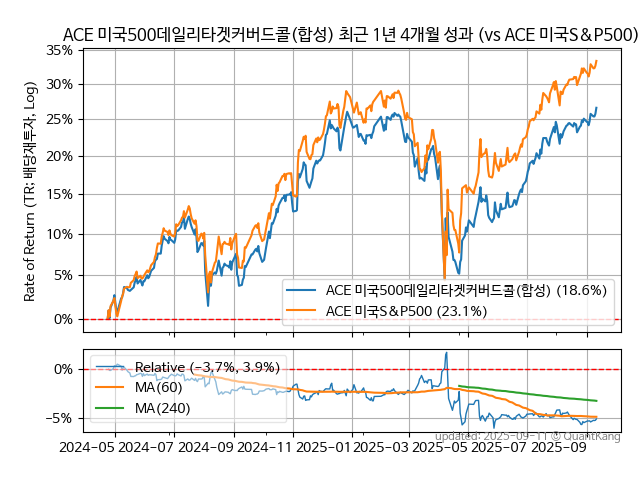 ACE 미국500데일리타겟커버드콜(합성) 최근 1년 4개월 성과 (vs ACE 미국S&P500)
Rate of Return (TR: 배당재투자, Log)
35%
30%
25%
20%
15%
10%
5%
0%
ACE 미국500데일리타겟커버드콜(합성) (18.6%)
ACE 미국S&P500 (23.1%)
0%
-5%
Relative (-3.7%, 3.9%)
MA(60)
MA(240)
2024-05 2024-07 2024-09 2024-11 2025-01 2025-03 2025-05 2025-07 2025-09
updated: 2025-09-11 © QuantKang